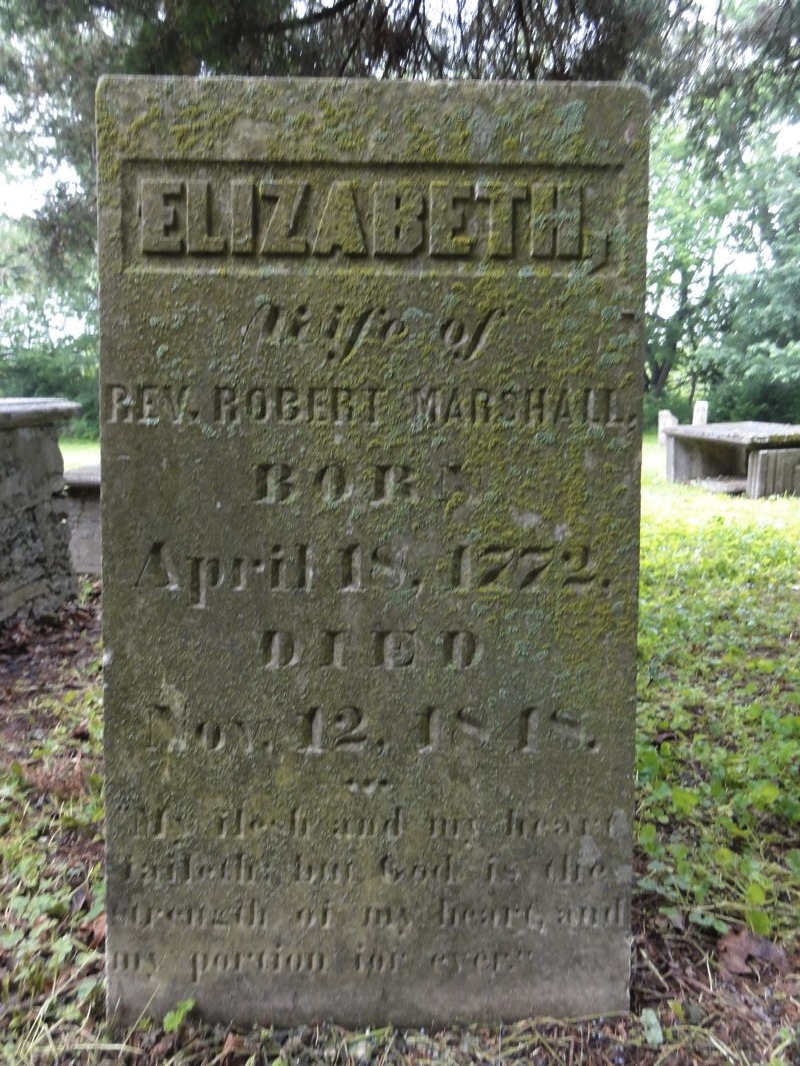 ELIZABETH,
Wife of
REV. ROBERT MARSHALL,
BORN
April 18, 1772.
DIED
Nov. 12, 1848.
"My flesh and my heart
faileth; but God is the
strength of my heart, and
my portion for ever."